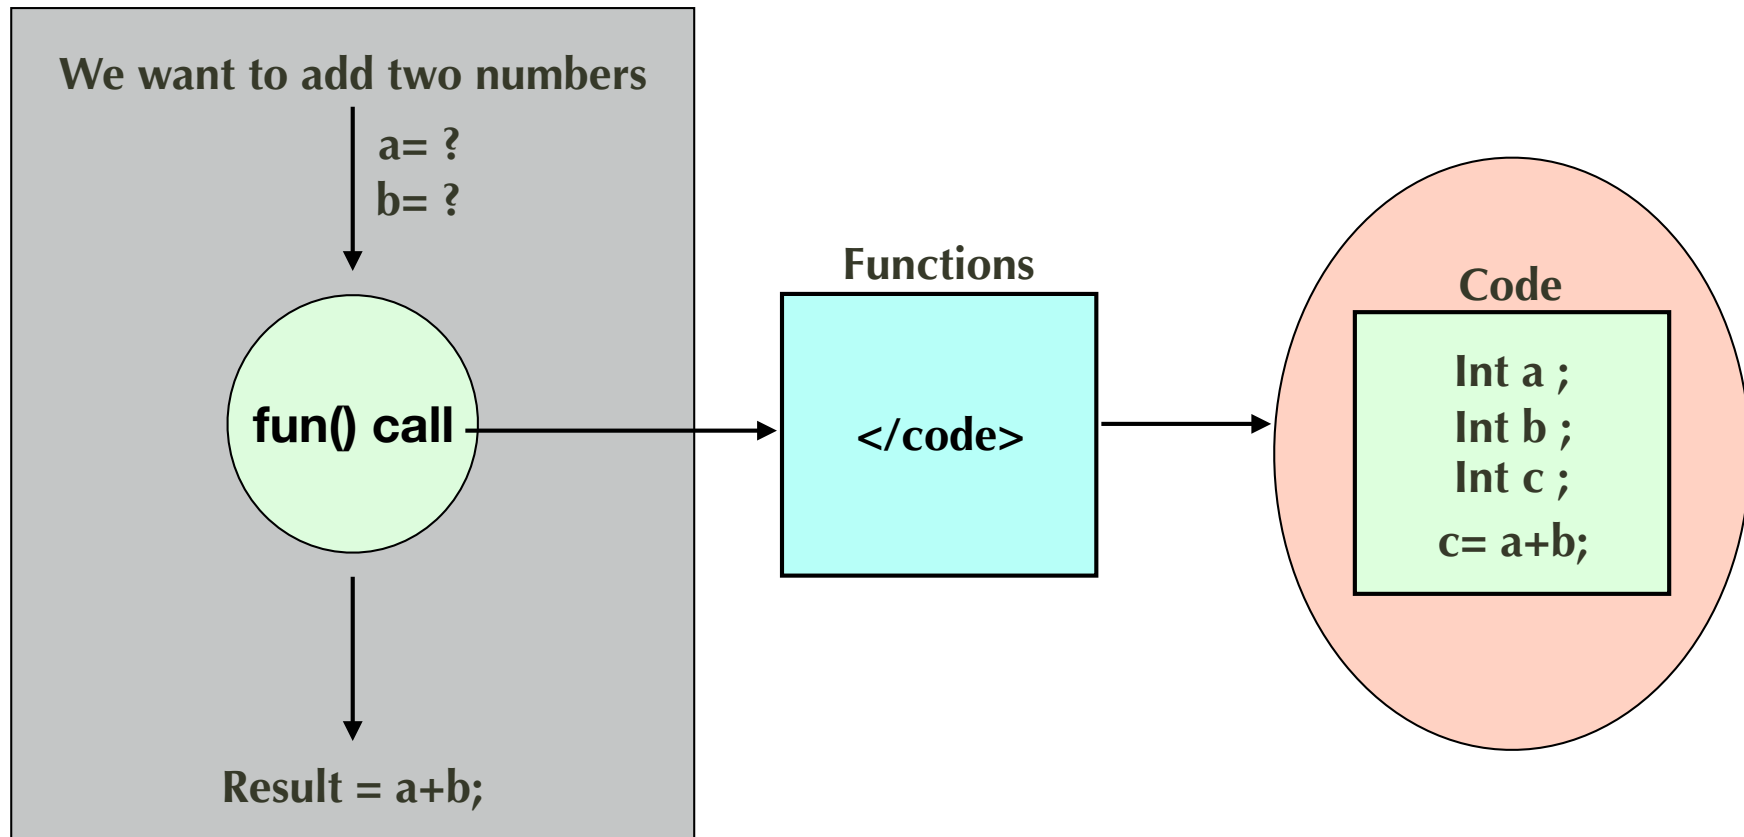 We want to add two numbers
a= ?
b= ?
fun() call
Result = a+b;
Functions
</code>
Code
Int a ;
Int b ;
Int c ;
c= a+b;